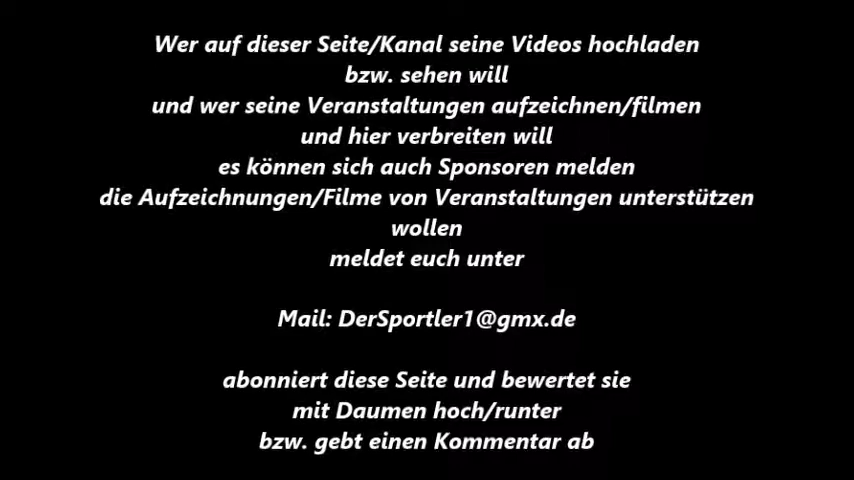 Wer auf dieser Seite/Kanal seine Videos hochladen
bzw. sehen will
und wer seine Veranstaltungen aufzeichnen/filmen
und hier verbreiten will
es können sich auch Sponsoren melden
die Aufzeichnungen/Filme von Veranstaltungen unterstützen
wollen
meldet euch unter
Mail: DerSportler1@gmx.de
abonniert diese Seite und bewertet sie
mit Daumen hoch/runter
bzw. gebt einen Kommentar ab